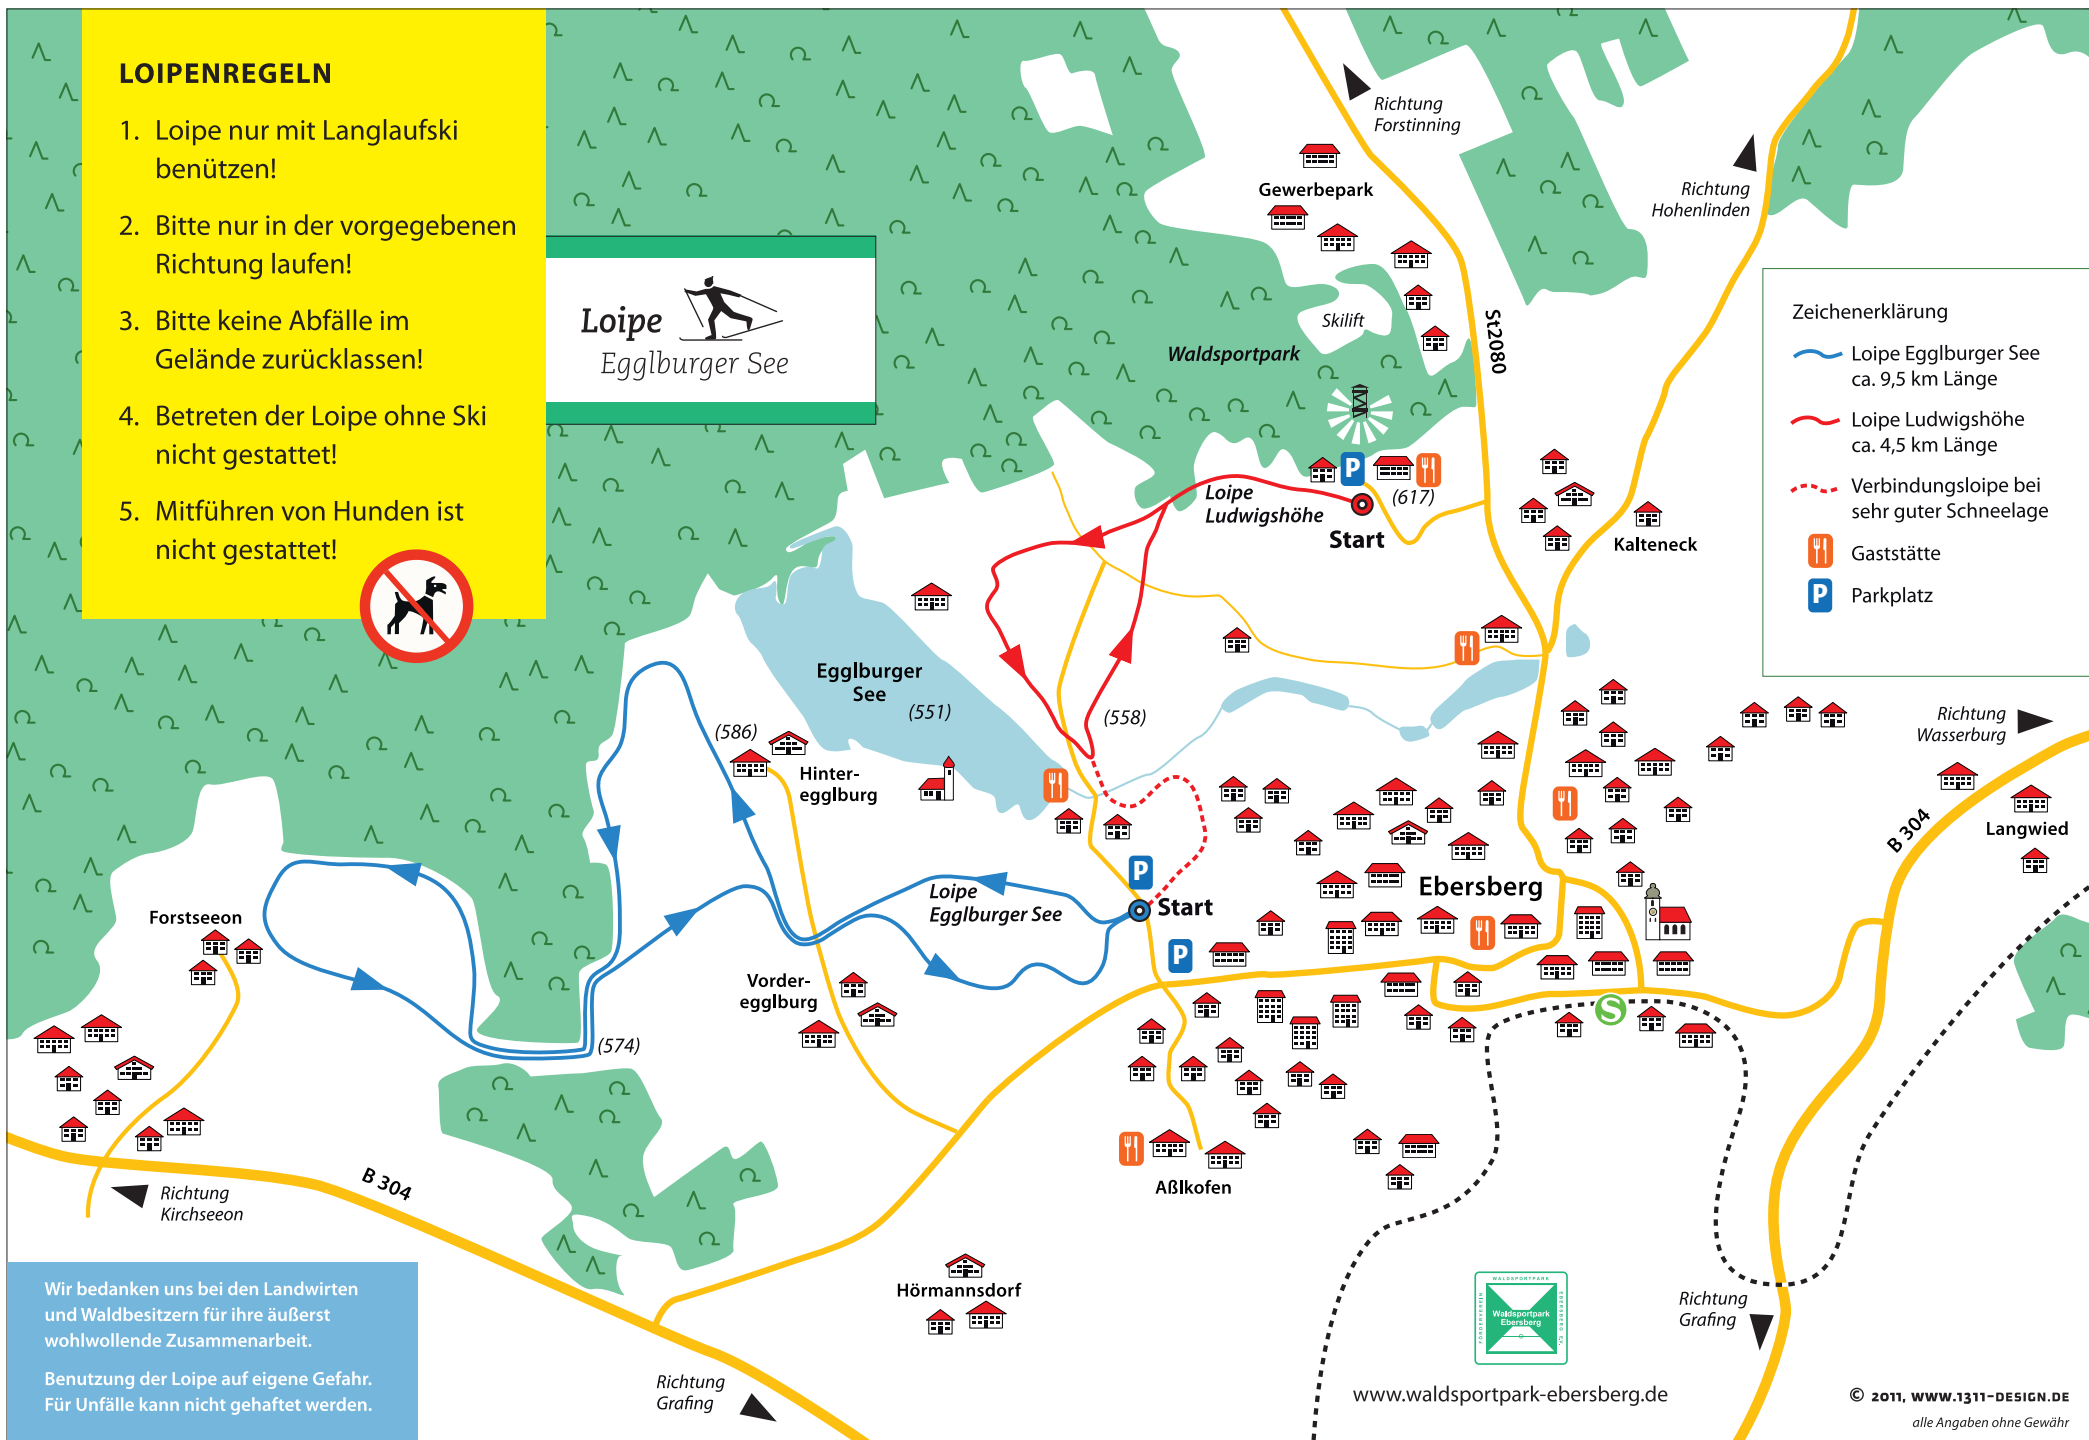 LOIPENREGELN
1. Loipe nur mit Langlaufski
benützen!
2. Bitte nur in der vorgegebenen
Richtung laufen!
3. Bitte keine Abfälle im
Gelände zurücklassen!
4. Betreten der Loipe ohne Ski
nicht gestattet!
5. Mitführen von Hunden ist
nicht gestattet!
Loipe
Egglburger See
Richtung
Forstinning
Gewerbepark
Richtung
Hohenlinden
Skilift
Waldsportpark
St2080
Zeichenerklärung
Loipe Egglburger See
ca. 9,5 km Länge
Loipe Ludwigshöhe
ca. 4,5 km Länge
Verbindungsloipe bei
sehr guter Schneelage
Gaststätte
P
Parkplatz
P
(617)
Loipe
Ludwigshöhe
Start
Kalteneck
Egglburger
See
(551)
(558)
(586)
Hinter-
egglburg
Richtung
Wasserburg
B 304
Langwied
P
Loipe
Egglburger See
Start
Ebersberg
P
Forstseeon
Vorder-
egglburg
S
(574)
Aßlkofen
B 304
Richtung
Kirchseeon
Hörmannsdorf
Richtung
Grafing
Richtung
Grafing
Wir bedanken uns bei den Landwirten
und Waldbesitzern für ihre äußerst
wohlwollende Zusammenarbeit.
Benutzung der Loipe auf eigene Gefahr.
Für Unfälle kann nicht gehaftet werden.
WALDSPORTPARK
FÖRDERVEREIN
EBERSBERG E.V.
Waldsportpark
Ebersberg
www.waldsportpark-ebersberg.de
© 2011, WWW.1311-DESIGN.DE
alle Angaben ohne Gewähr